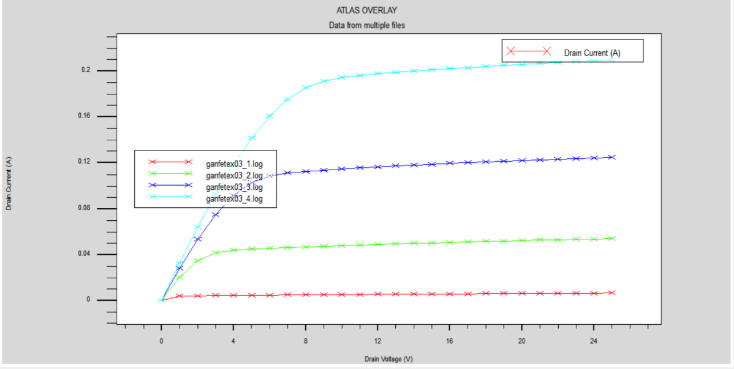 ATLAS OVERLAY
Data from multiple files
Drain Current (A)
Drain Current (A)
0.2
0.16
0.12
0.08
0.04
0
ganfetex03_1.log
ganfetex03_2.log
ganfetex03_3.log
ganfetex03_4.log
0 4 8 12 16 20 24
Drain Voltage (V)